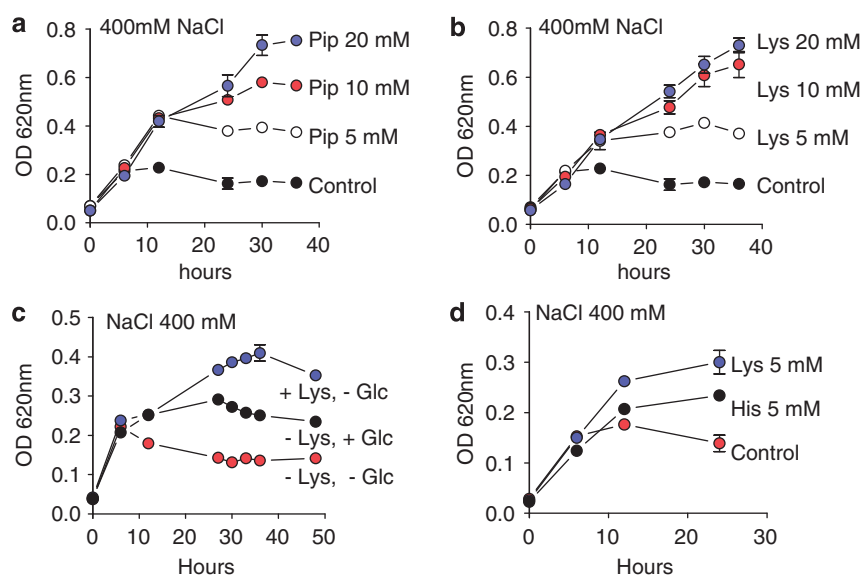 a
400mM NaCl
0.8
0.6
0.4
0.2
0.0
OD 620nm
Pip 20 mM
Pip 10 mM
Pip 5 mM
Control
0 10 20 30 40
hours
b
400mM NaCl
0.8
0.6
0.4
0.2
0.0
OD 620nm
Lys 20 mM
Lys 10 mM
Lys 5 mM
Control
0 10 20 30 40
hours
c
NaCl 400 mM
0.5
0.4
0.3
0.2
0.1
0.0
OD 620nm
+ Lys, - Glc
- Lys, + Glc
- Lys, - Glc
0 10 20 30 40 50
Hours
d
NaCl 400 mM
0.4
0.3
0.2
0.1
0.0
OD 620nm
Lys 5 mM
His 5 mM
Control
0 10 20 30
Hours